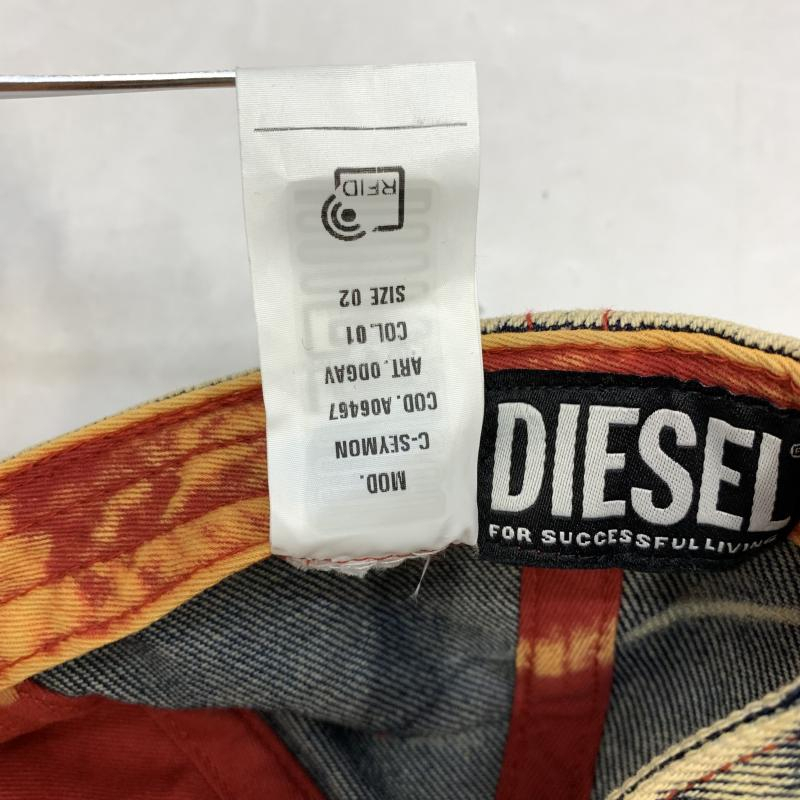 MOD.
C-SEYMON
COD. A06467
ART. 0DGAV
COL. 01
SIZE 02
RFID
DIESEL
FOR SUCCESSFUL LIVING